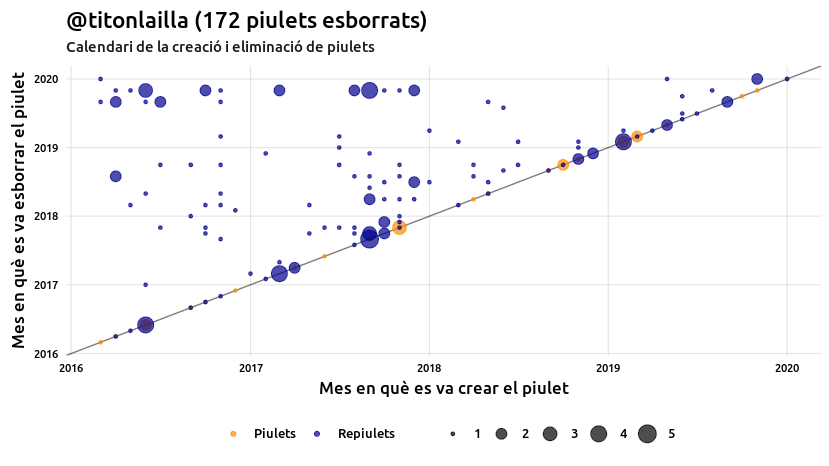 @titonlailla (172 piulets esborrats)
Calendari de la creació i eliminació de piulets
Mes en què es va esborrar el piulet
2020
2019
2018
2017
2016
2016 2017 2018 2019 2020
Mes en què es va crear el piulet
Piulets Repiulets 1 2 3 4 5